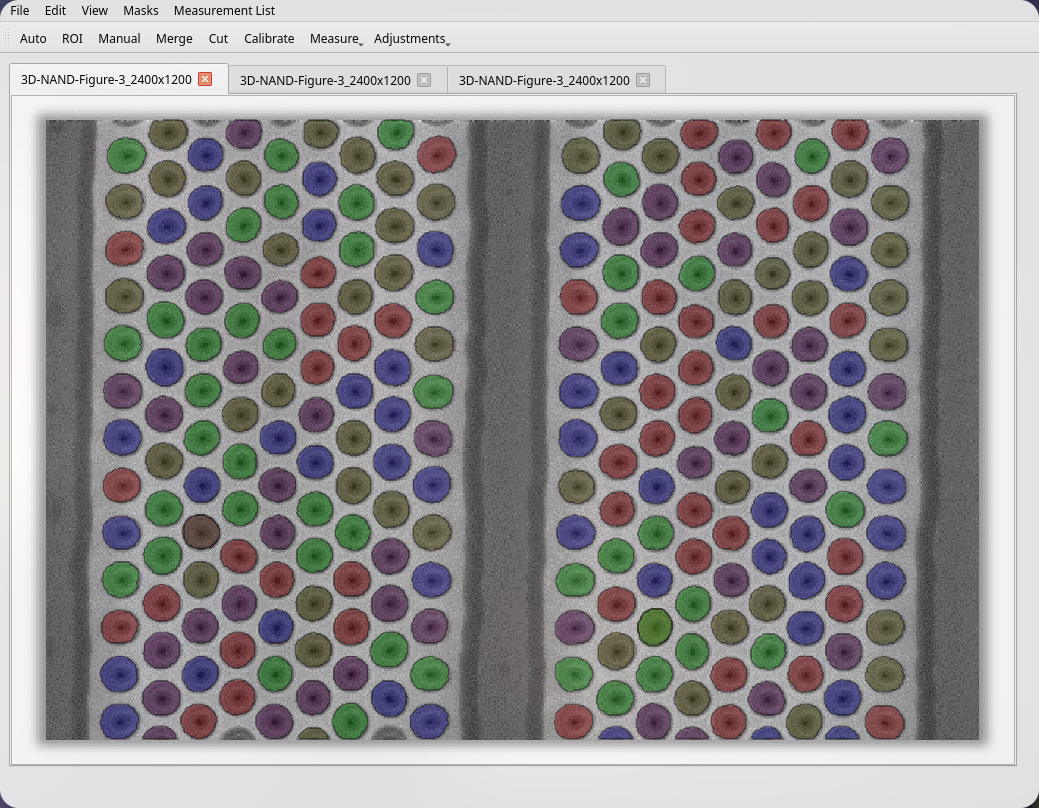 File Edit View Masks Measurement List
Auto ROI Manual Merge Cut Calibrate Measure Adjustments
3D-NAND-Figure-3_2400x1200 3D-NAND-Figure-3_2400x1200 3D-NAND-Figure-3_2400x1200